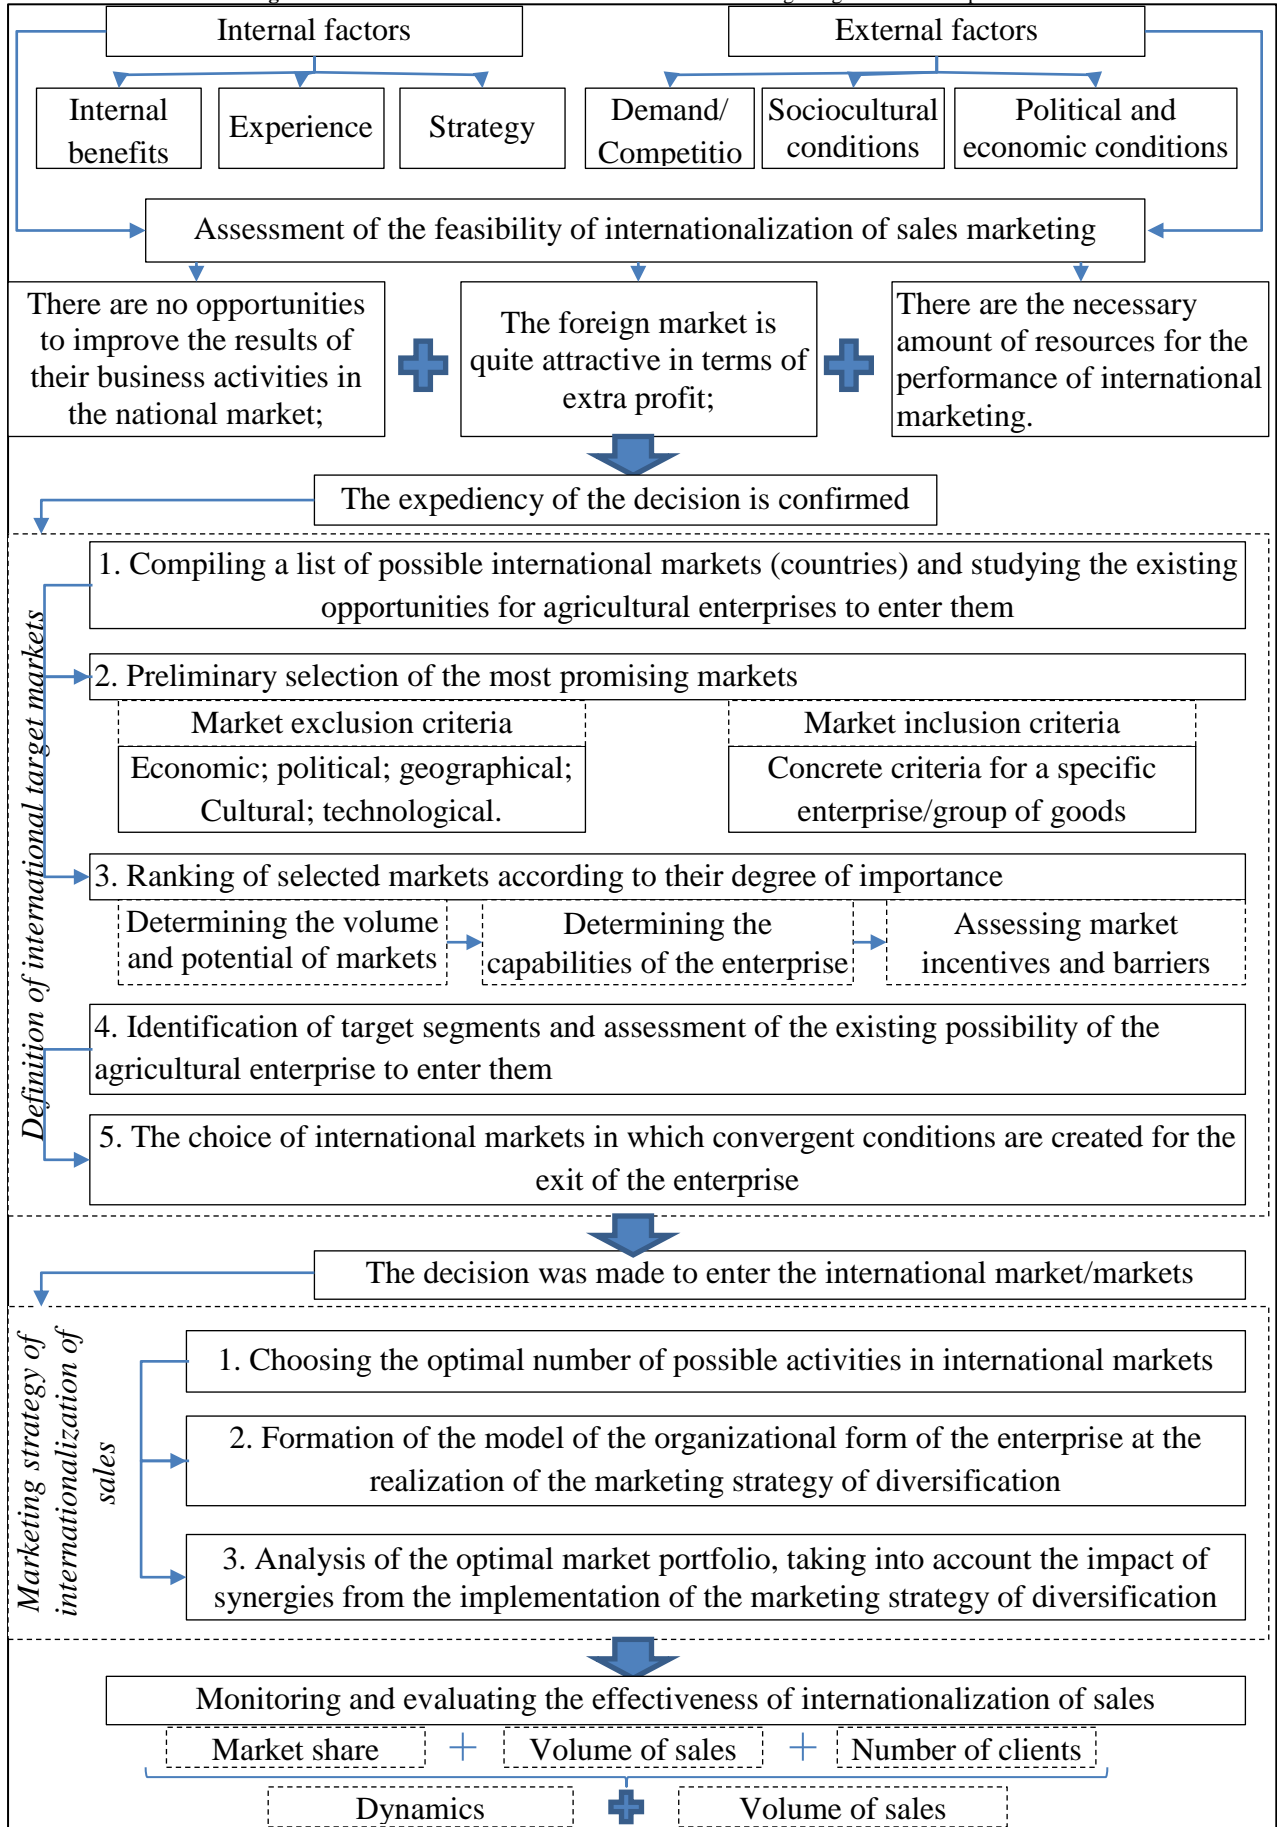 Internal factors
External factors
Internal
benefits
Experience
Strategy
Demand/
Competitio
Sociocultural
conditions
Political and
economic conditions
Assessment of the feasibility of internationalization of sales marketing
There are no opportunities
to improve the results of
their business activities in
the national market;
The foreign market is
quite attractive in terms of
extra profit;
There are the necessary
amount of resources for the
performance of international
marketing.
The expediency of the decision is confirmed
Definition of international target markets
1. Compiling a list of possible international markets (countries) and studying the existing
opportunities for agricultural enterprises to enter them
2. Preliminary selection of the most promising markets
Market exclusion criteria
Economic; political; geographical;
Cultural; technological.
Market inclusion criteria
Concrete criteria for a specific
enterprise/group of goods
3. Ranking of selected markets according to their degree of importance
Determining the volume
and potential of markets
Determining the
capabilities of the enterprise
Assessing market
incentives and barriers
4. Identification of target segments and assessment of the existing possibility of the
agricultural enterprise to enter them
5. The choice of international markets in which convergent conditions are created for the
exit of the enterprise
The decision was made to enter the international market/markets
Marketing strategy of
internationalization of
sales
1. Choosing the optimal number of possible activities in international markets
2. Formation of the model of the organizational form of the enterprise at the
realization of the marketing strategy of diversification
3. Analysis of the optimal market portfolio, taking into account the impact of
synergies from the implementation of the marketing strategy of diversification
Monitoring and evaluating the effectiveness of internationalization of sales
Market share
+
Volume of sales
+
Number of clients
Dynamics
Volume of sales